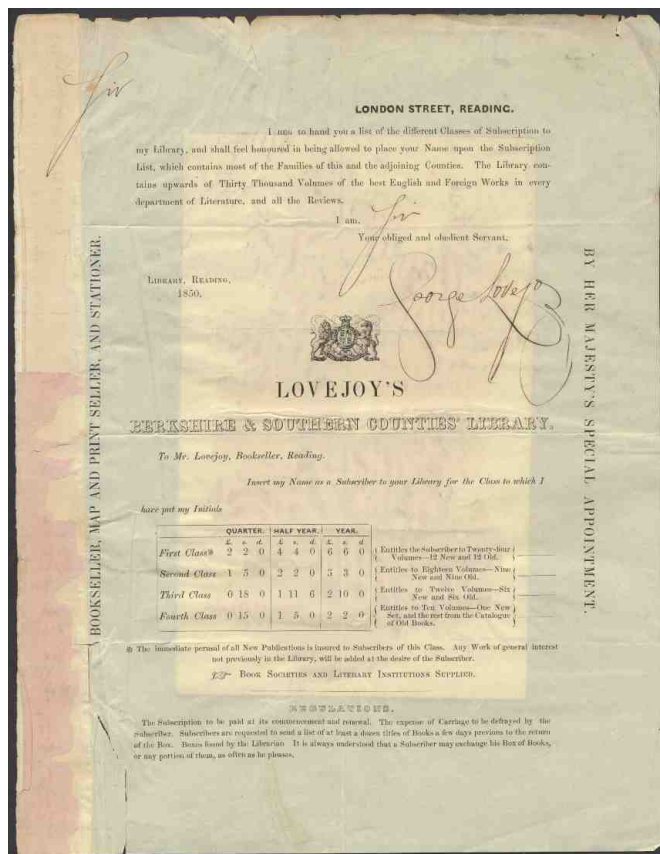 Sir
LONDON STREET, READING.
I BEG to hand you a list of the different Classes of Subscription to
my Library, and shall feel honoured in being allowed to place your Name upon the Subscription
List, which contains most of the Families of this and the adjoining Counties. The Library con-
tains upwards of Thirty Thousand Volumes of the best English and Foreign Works in every
department of Literature, and all the Reviews.
I am, Sir
Your obliged and obedient Servant,
George Lovejoy
LIBRARY, READING,
1850.
BOOKSELLER, MAP AND PRINT SELLER, AND STATIONER.
BY HER MAJESTY'S SPECIAL APPOINTMENT.
LOVEJOY'S
BERKSHIRE & SOUTHERN COUNTIES' LIBRARY.
To Mr. Lovejoy, Bookseller, Reading.
Insert my Name as a Subscriber to your Library for the Class to which I
have put my Initials
QUARTER. HALF YEAR. YEAR.
£. s. d. £ s. d £. s. d
First Class* 2 2 0 4 4 0 6 6 0 Entitles the Subscriber to Twenty-four
Volumes—12 New and 12 Old.
Second Class 1 5 0 2 2 0 3 3 0 Entitles to Eighteen Volumes—Nine
New and Nine Old.
Third Class 0 18 0 1 11 6 2 10 0 Entitles to Twelve Volumes—Six
New and Six Old.
Fourth Class 0 15 0 1 5 0 2 2 0 Entitles to Ten Volumes—One New
Set, and the rest from the Catalogue
of Old Books.
* The immediate perusal of all New Publications is insured to Subscribers of this Class. Any Work of general interest
not previously in the Library, will be added at the desire of the Subscriber.
☞ BOOK SOCIETIES AND LITERARY INSTITUTIONS SUPPLIED.
REGULATIONS.
The Subscription to be paid at its commencement and renewal. The expense of Carriage to be defrayed by the
Subscriber. Subscribers are requested to send a list of at least a dozen titles of Books a few days previous to the return
of the Box. Boxes found by the Librarian It is always understood that a Subscriber may exchange his Box of Books,
or any portion of them, as often as he pleases.